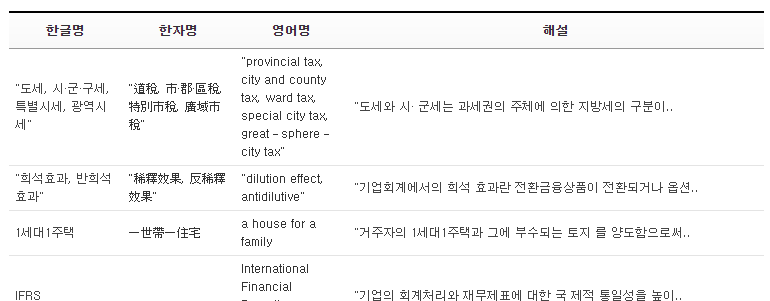 한글명 한자명 영어명 해설
"도세, 시·군·구세, 특별시세, 광역시세" "道稅, 市·郡·區稅, 特別市稅, 廣域市稅" "provincial tax, city and county tax, ward tax, special city tax, great - sphere - city tax" "도세와 시· 군세는 과세권의 주체에 의한 지방세의 구분이..
"희석효과, 반희석효과" "稀釋效果, 反稀釋效果" "dilution effect, antidilutive" "기업회계에서의 희석 효과란 전환금융상품이 전환되거나 옵션..
1세대1주택 一世帶一住宅 a house for a family "거주자의 1세대1주택과 그에 부수되는 토지 를 양도함으로써..
IFRS International Financial "기업의 회계처리와 재무제표에 대한 국 제적 통일성을 높이..